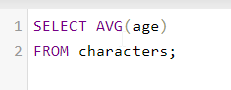 1 SELECT AVG(age)
2 FROM characters;